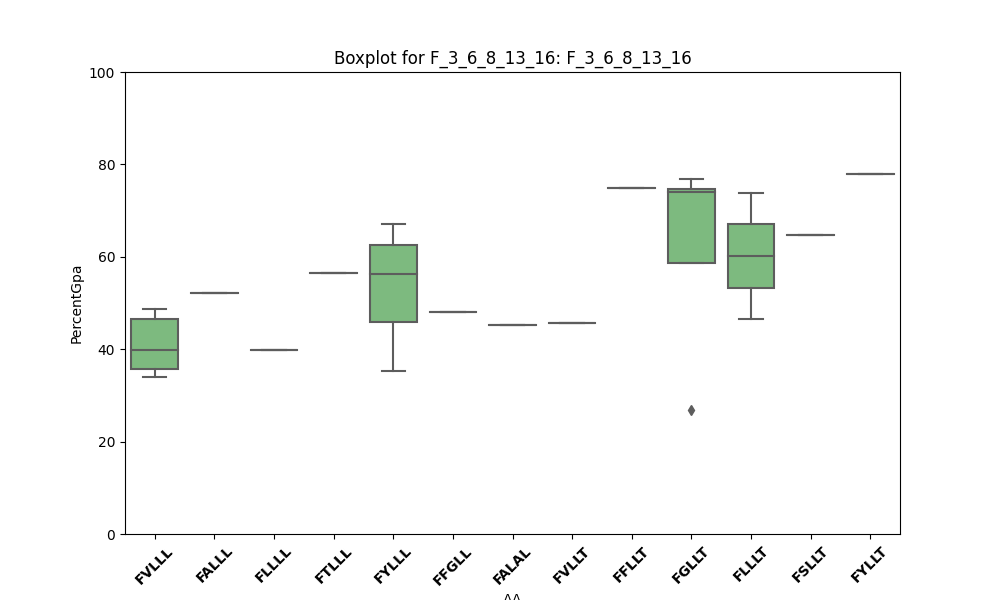 Boxplot for F_3_6_8_13_16: F_3_6_8_13_16
PercentGpa
100
80
60
40
20
0
FVLLL
FALLL
FLLLL
FTLLL
FYLLL
FFGLL
FALAL
FVLLT
FFLLT
FGLLT
FLLLT
FSLLT
FYLLT
AA